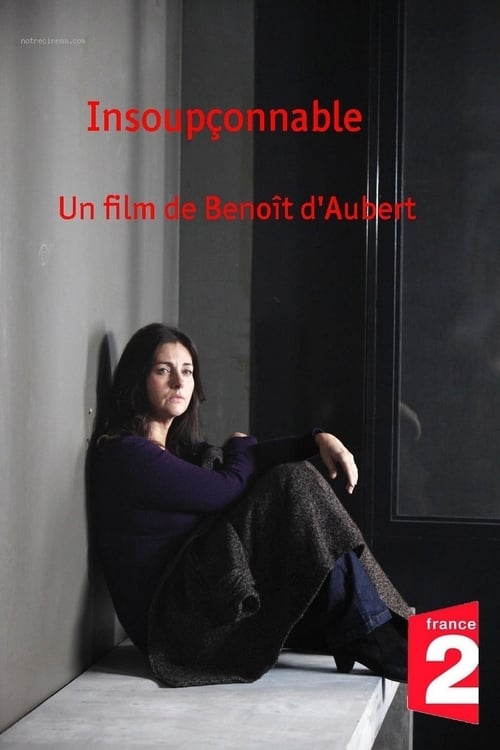 notrecinema.com
Insoupçonnable
Un film de Benoît d'Aubert
france
2